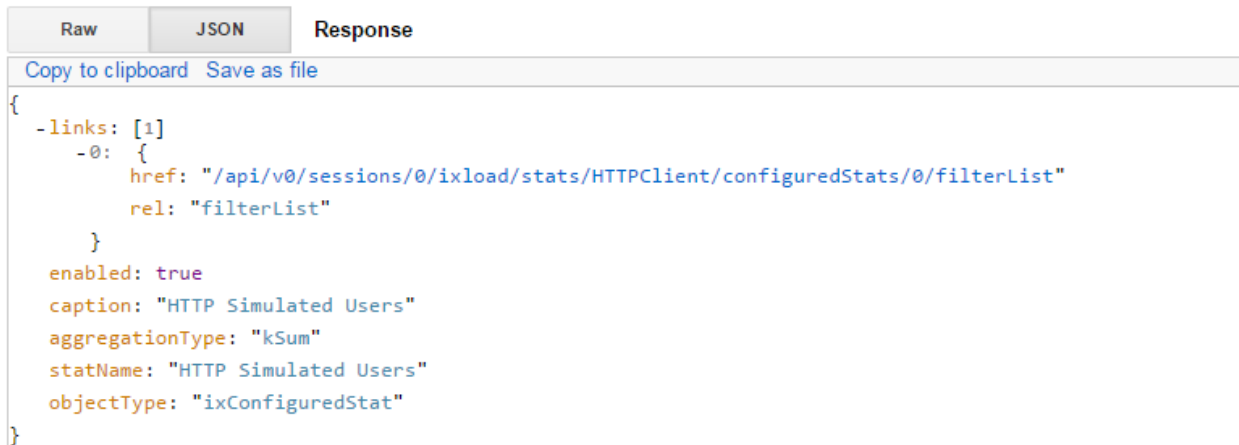 Raw JSON Response
Copy to clipboard Save as file
{
-links: [1]
-0: {
href: "/api/v0/sessions/0/ixload/stats/HTTPClient/configuredStats/0/filterList"
rel: "filterList"
}
enabled: true
caption: "HTTP Simulated Users"
aggregationType: "kSum"
statName: "HTTP Simulated Users"
objectType: "ixConfiguredStat"
}